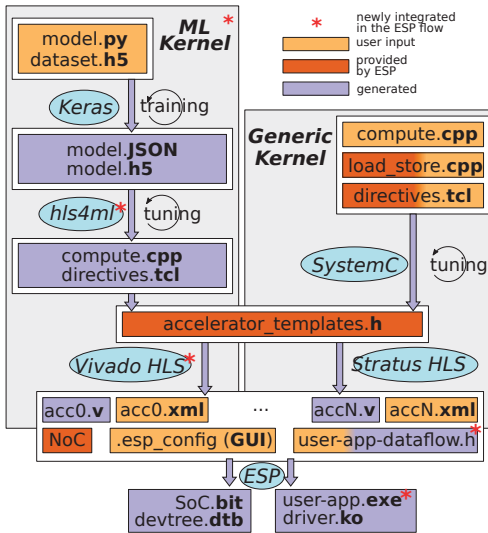 ML *
Kernel
model.py
dataset.h5
Keras
training
model.JSON
model.h5
hls4ml *
tuning
compute.cpp
directives.tcl
* newly integrated
in the ESP flow
user input
provided
by ESP
generated
Generic
Kernel
compute.cpp
load_store.cpp
directives.tcl
SystemC
tuning
accelerator_templates.h
Vivado HLS *
Stratus HLS
acc0.v
acc0.xml
...
accN.v
accN.xml
NoC
.esp_config (GUI)
user-app-dataflow.h *
ESP
SoC.bit
devtree.dtb
user-app.exe *
driver.ko